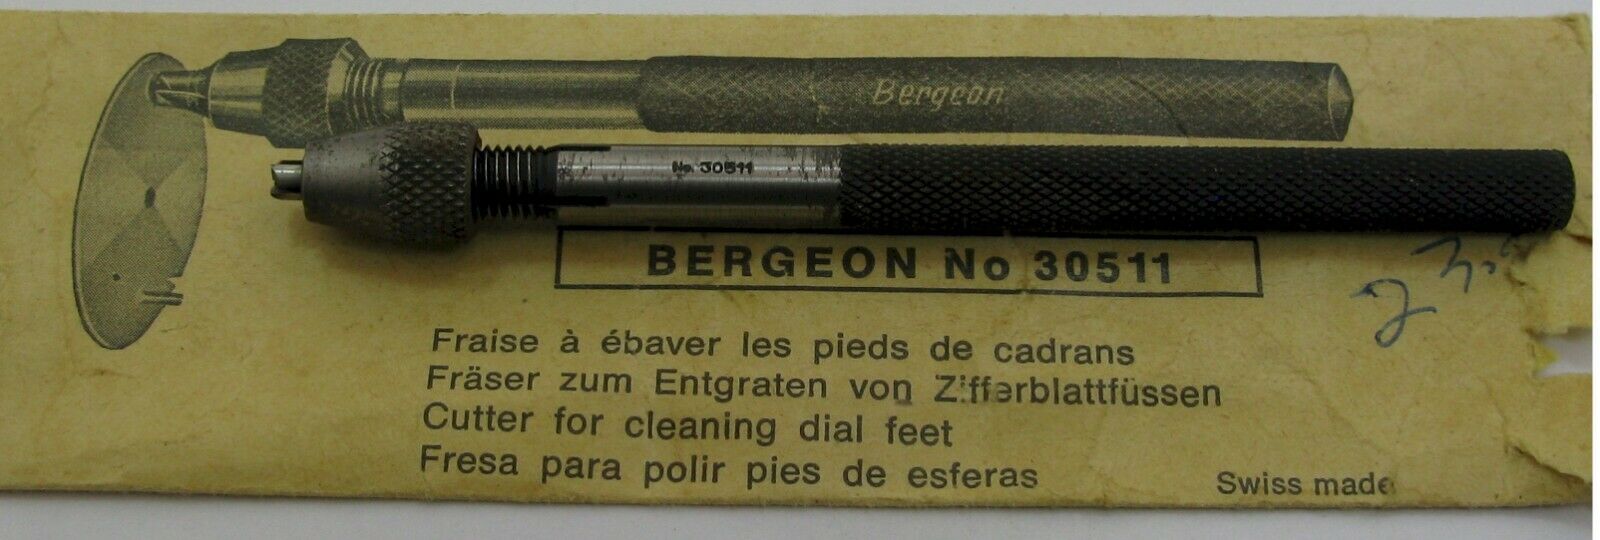 Bergeon
No. 30511
BERGEON No 30511
Fraise à ébaver les pieds de cadrans
Fräser zum Entgraten von Zifferblattfüssen
Cutter for cleaning dial feet
Fresa para polir pies de esferas
Swiss made